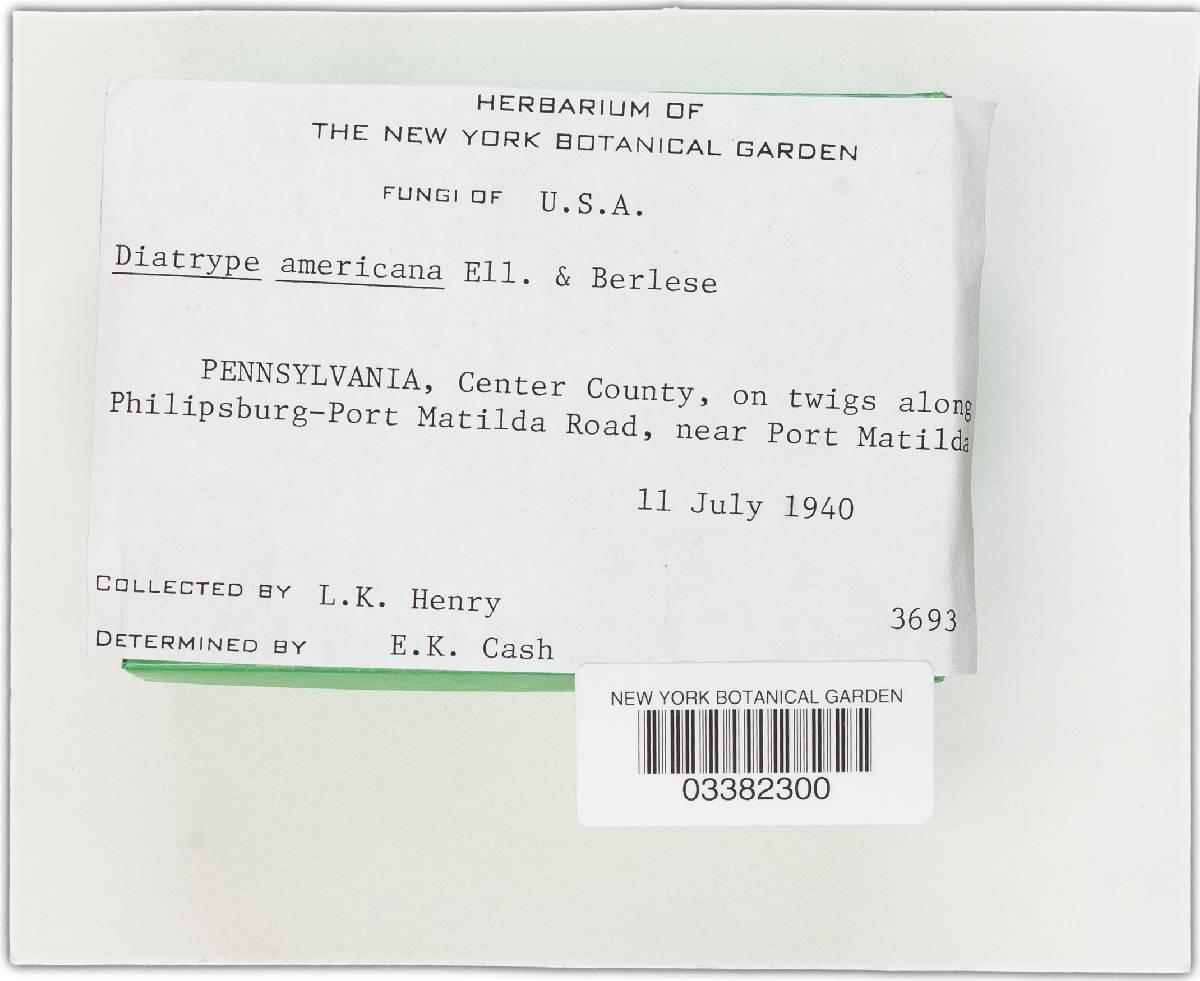 HERBARIUM OF
THE NEW YORK BOTANICAL GARDEN
FUNGI OF U.S.A.
Diatrype americana Ell. & Berlese
PENNSYLVANIA, Center County, on twigs along
Philipsburg-Port Matilda Road, near Port Matilda
11 July 1940
COLLECTED BY L.K. Henry
3693
DETERMINED BY E.K. Cash
NEW YORK BOTANICAL GARDEN
03382300